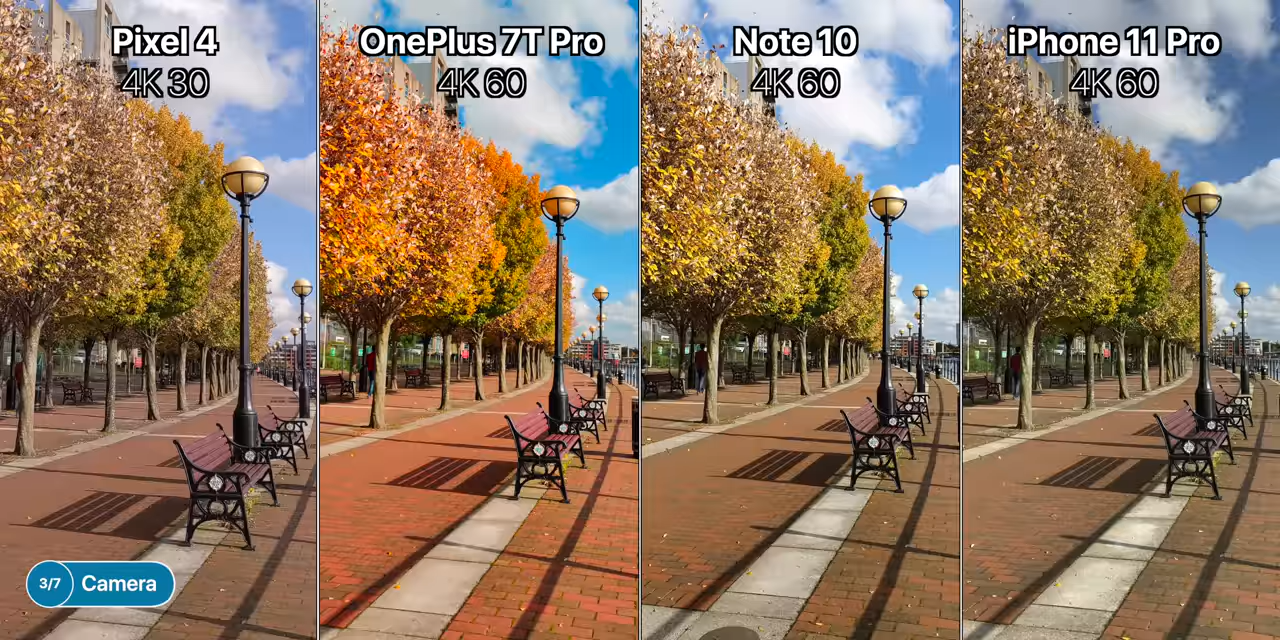 Pixel 4
4K 30
OnePlus 7T Pro
4K 60
Note 10
4K 60
iPhone 11 Pro
4K 60
3/7 Camera